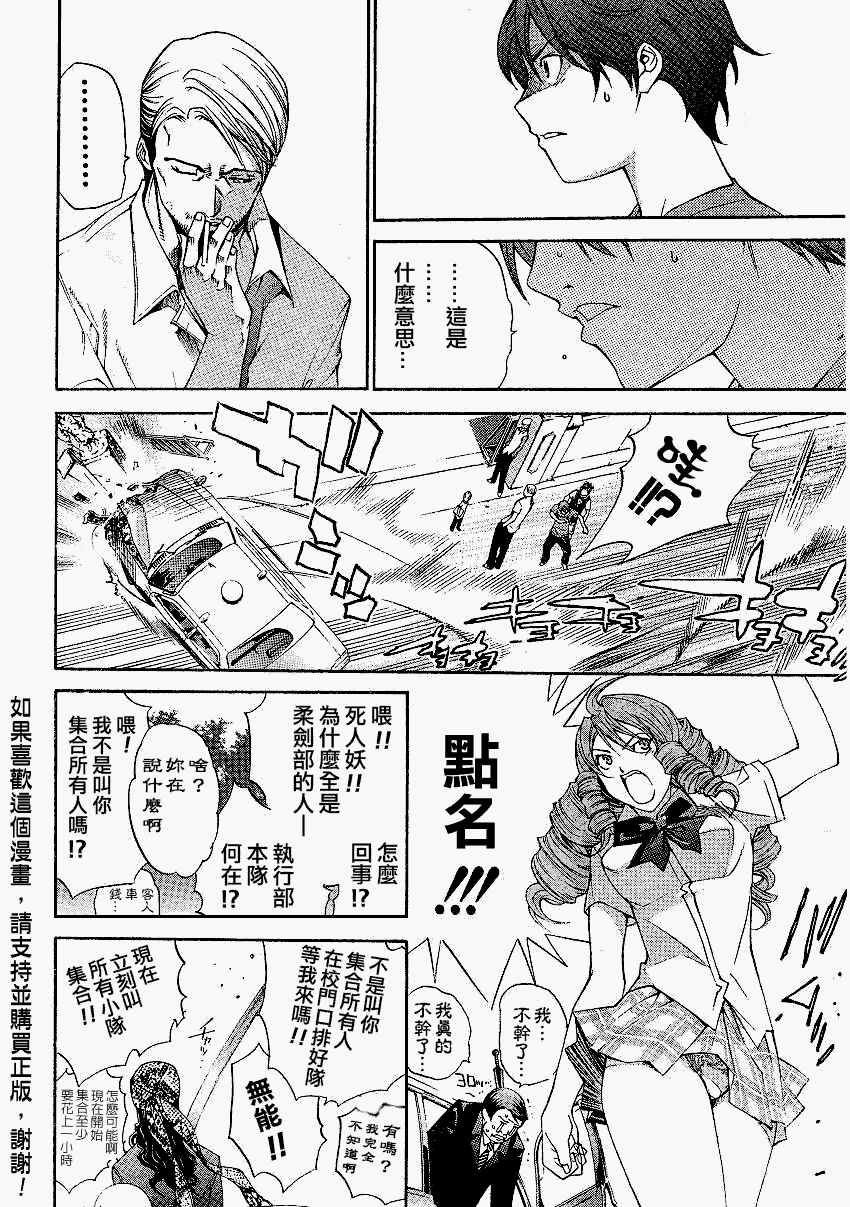 ……這是
……
什麼意思…
………
哇!!?
ギギギギ
點名!!!
喂!!
死人妖!!
為什麼全是
柔劍部的人—
怎麼
回事!?
執行部
本隊
何在!?
啥?
妳在
說什麼
啊
喂!
我不是叫你
集合所有人嗎!?
客人
車
錢…
我…
不幹了…
我真的
不幹了…
不是叫你
集合所有人
在校門口排好隊
等我來嗎!!
無能!!
有嗎?
我完全
不知道啊
現在
立刻叫
所有小隊
集合!!
怎麼可能啊
現在開始
集合至少
要花上一小時
如果喜歡這個漫畫，請支持並購買正版，謝謝！